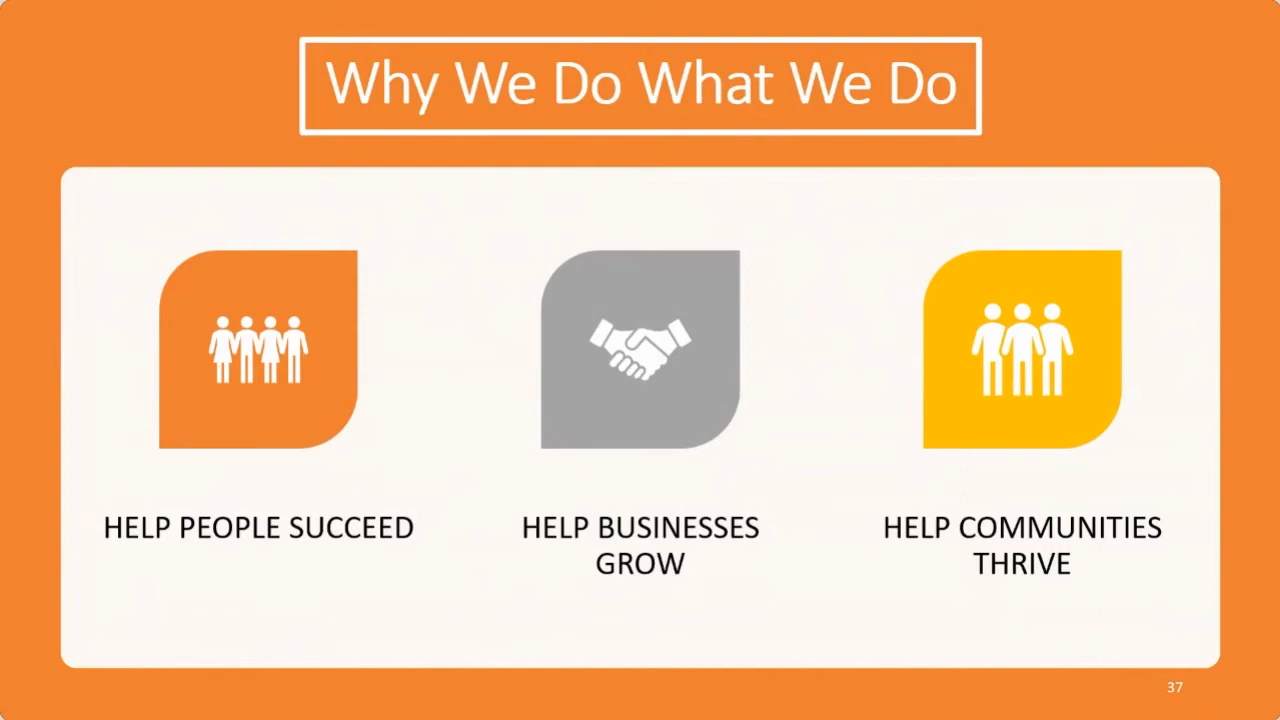 Why We Do What We Do
HELP PEOPLE SUCCEED
HELP BUSINESSES
GROW
HELP COMMUNITIES
THRIVE
37